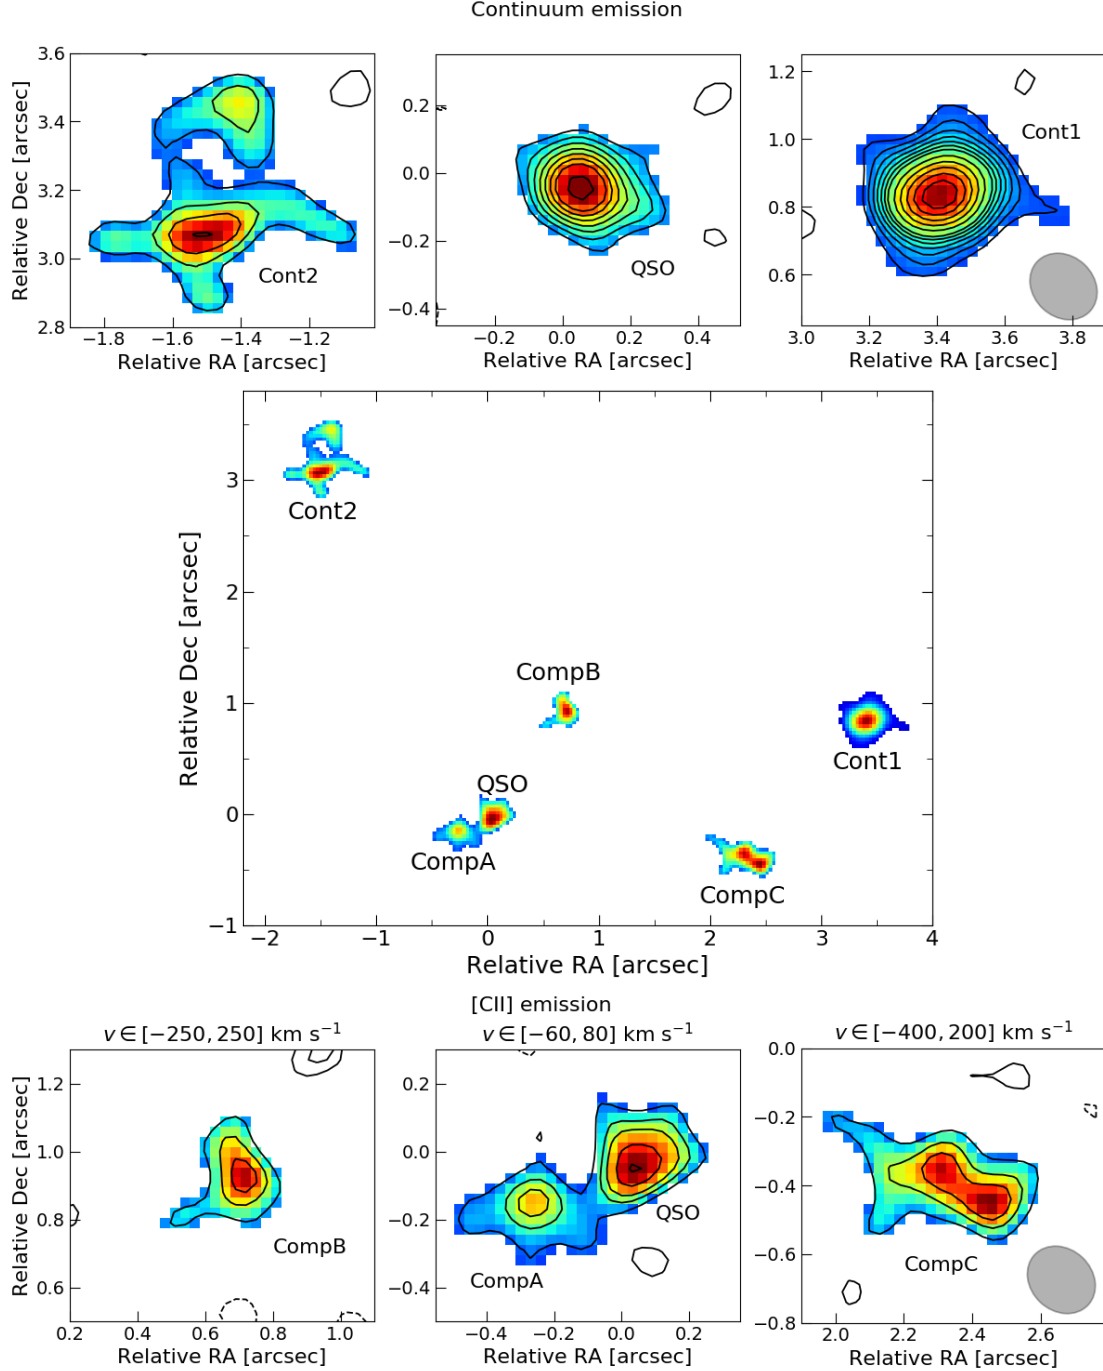 Continuum emission
3.6
3.4
3.2
3.0
2.8
Relative Dec [arcsec]
−1.8 −1.6 −1.4 −1.2
Relative RA [arcsec]
Cont2
0.2
0.0
−0.2
−0.4
−0.2 0.0 0.2 0.4
Relative RA [arcsec]
QSO
1.2
1.0
0.8
0.6
3.0 3.2 3.4 3.6 3.8
Relative RA [arcsec]
Cont1
3
2
1
0
−1
Relative Dec [arcsec]
−2 −1 0 1 2 3 4
Relative RA [arcsec]
Cont2
CompB
QSO
Cont1
CompA
CompC
[CII] emission
v ∈ [−250, 250] km s⁻¹
v ∈ [−60, 80] km s⁻¹
v ∈ [−400, 200] km s⁻¹
1.2
1.0
0.8
0.6
Relative Dec [arcsec]
0.2 0.4 0.6 0.8 1.0
Relative RA [arcsec]
CompB
0.2
0.0
−0.2
−0.4
−0.4 −0.2 0.0 0.2
Relative RA [arcsec]
QSO
CompA
0.0
−0.2
−0.4
−0.6
−0.8
2.0 2.2 2.4 2.6
Relative RA [arcsec]
CompC